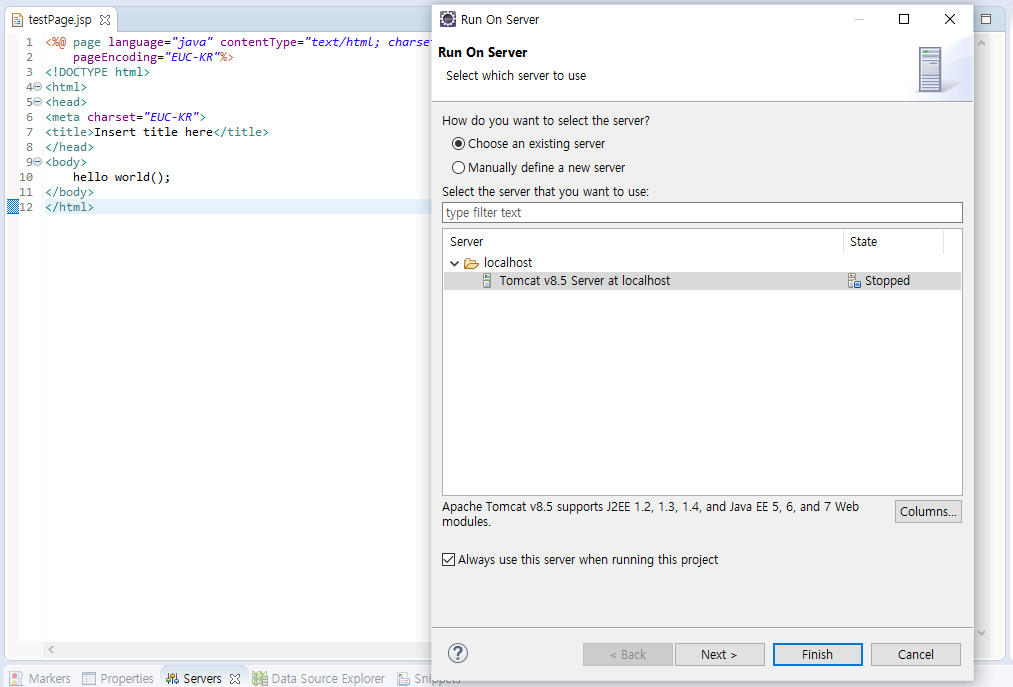 testPage.jsp
1 <%@ page language="java" contentType="text/html; charset
2 pageEncoding="EUC-KR"%>
3 <!DOCTYPE html>
4 <html>
5 <head>
6 <meta charset="EUC-KR">
7 <title>Insert title here</title>
8 </head>
9 <body>
10 hello world();
11 </body>
12 </html>
Run On Server
Run On Server
Select which server to use
How do you want to select the server?
Choose an existing server
Manually define a new server
Select the server that you want to use:
type filter text
Server State
localhost
Tomcat v8.5 Server at localhost Stopped
Apache Tomcat v8.5 supports J2EE 1.2, 1.3, 1.4, and Java EE 5, 6, and 7 Web
modules.
Columns...
Always use this server when running this project
? < Back Next > Finish Cancel
Markers Properties Servers Data Source Explorer Snippets